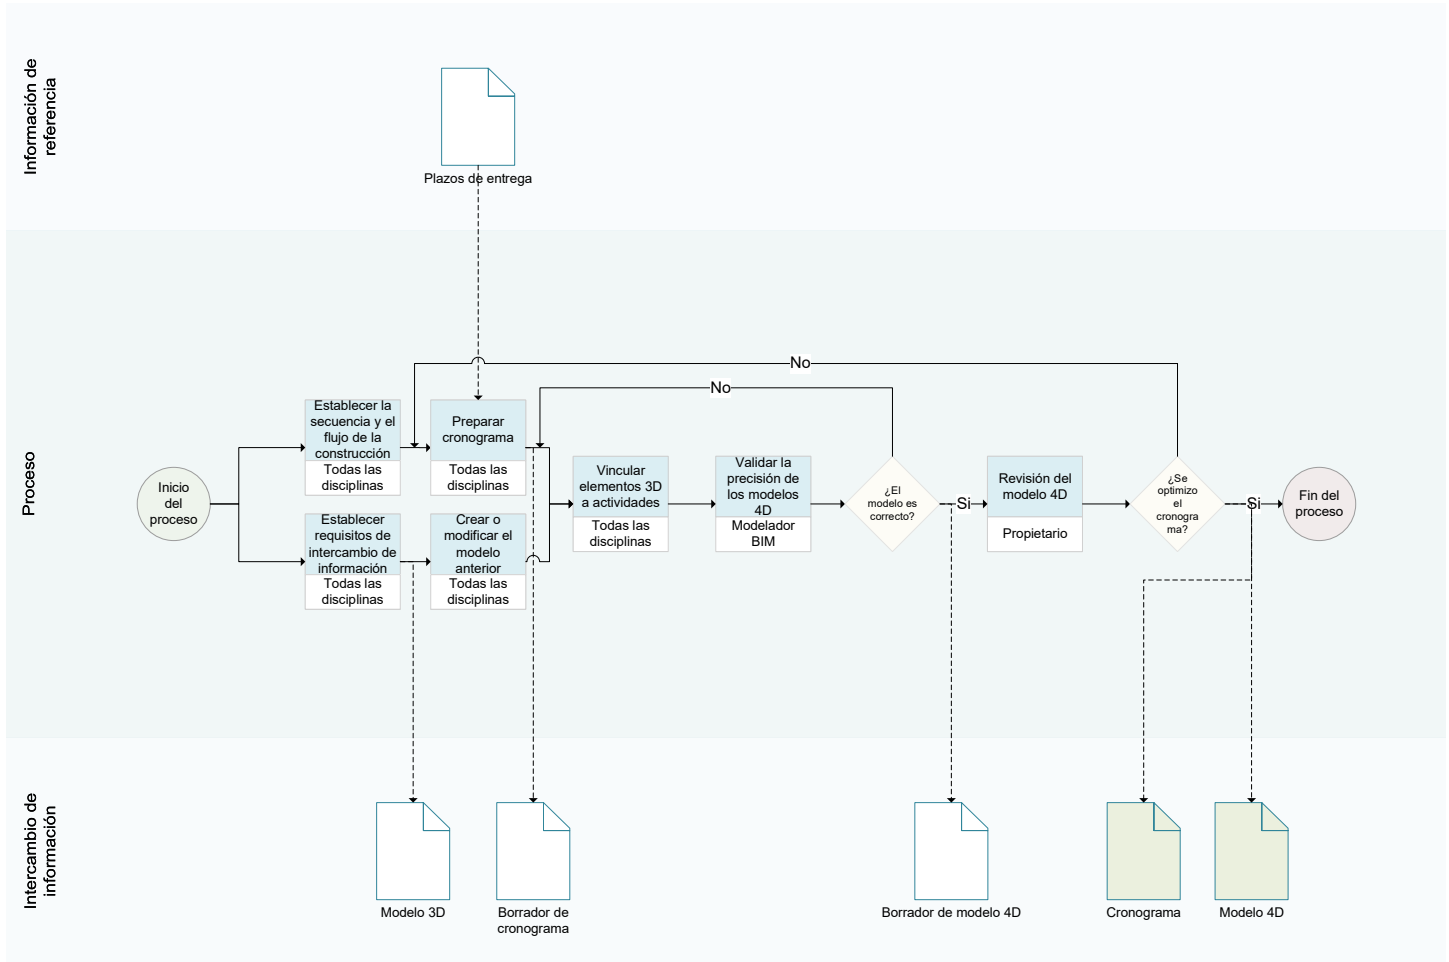 Información de
referencia
Plazos de entrega
Proceso
No
No
Inicio
del
proceso
Establecer la
secuencia y el
flujo de la
construcción
Todas las
disciplinas
Preparar
cronograma
Todas las
disciplinas
Establecer
requisitos de
intercambio de
información
Todas las
disciplinas
Crear o
modificar el
modelo
anterior
Todas las
disciplinas
Vincular
elementos 3D
a actividades
Todas las
disciplinas
Validar la
precisión de
los modelos
4D
Modelador
BIM
¿El
modelo es
correcto?
Si
Revisión del
modelo 4D
Propietario
¿Se
optimizo
el
cronogra
ma?
Si
Fin del
proceso
Intercambio de
información
Modelo 3D
Borrador de
cronograma
Borrador de modelo 4D
Cronograma
Modelo 4D